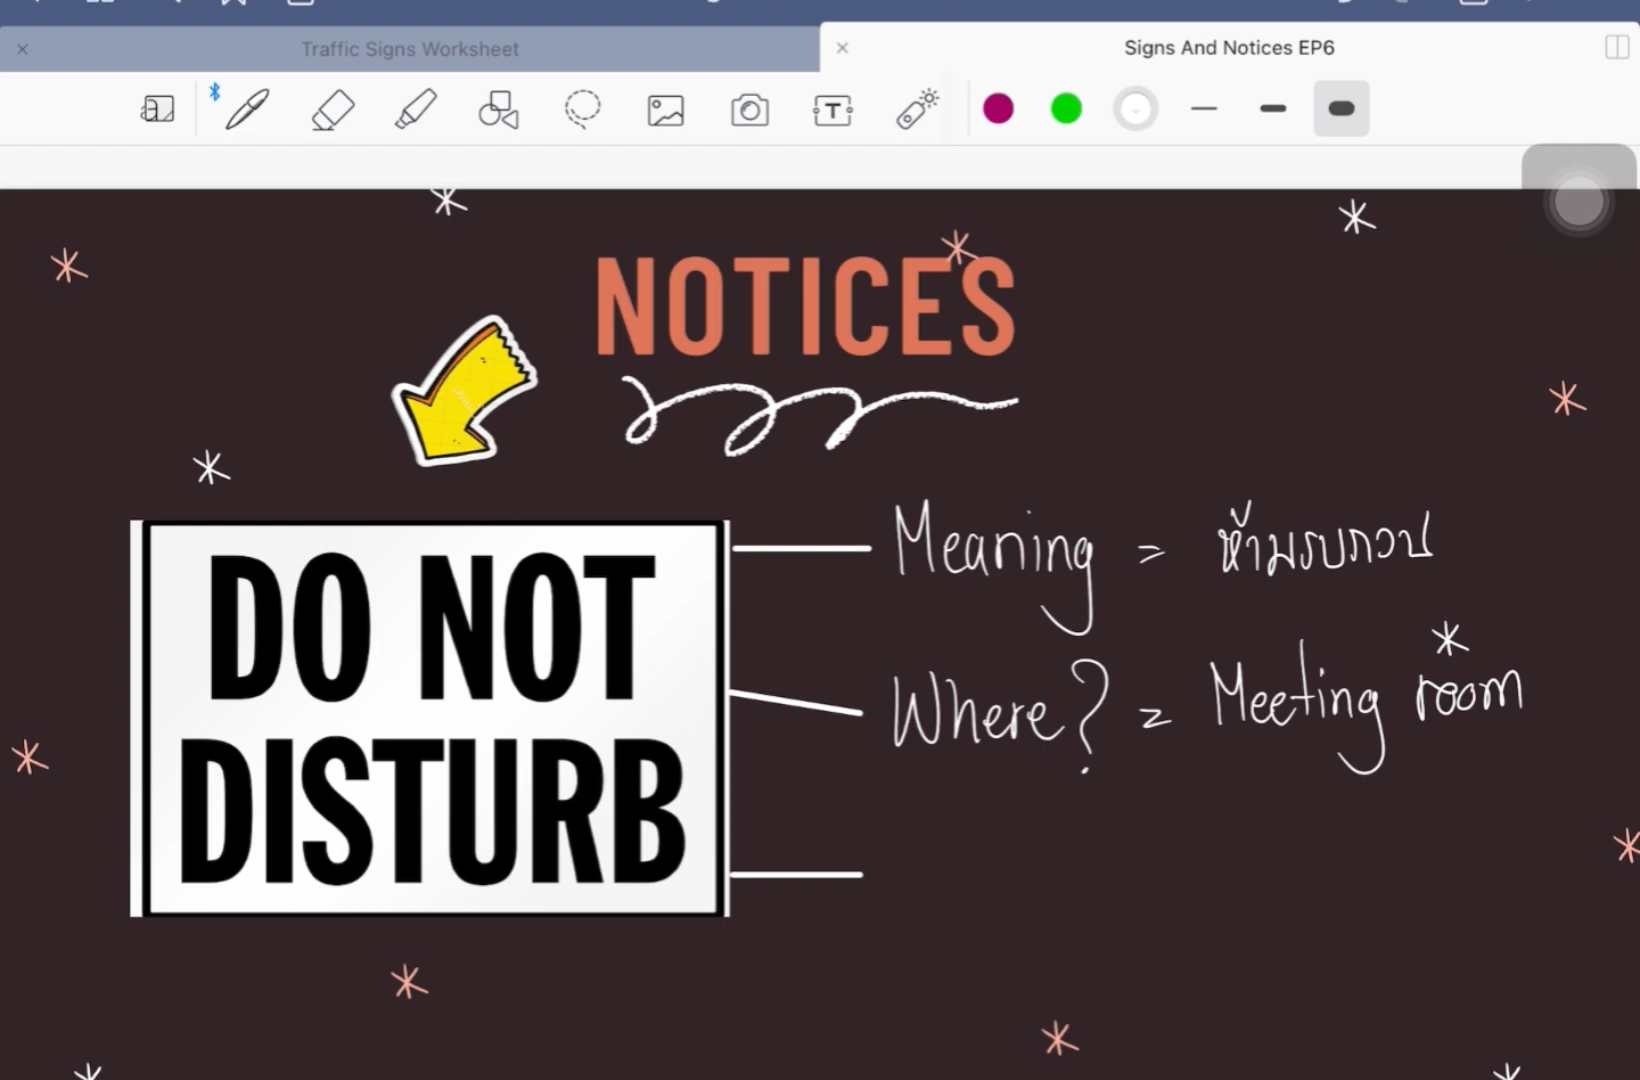 Traffic Signs Worksheet
Signs And Notices EP6
NOTICES
DO NOT
DISTURB
Meaning = ห้ามรบกวน
Where? = Meeting room